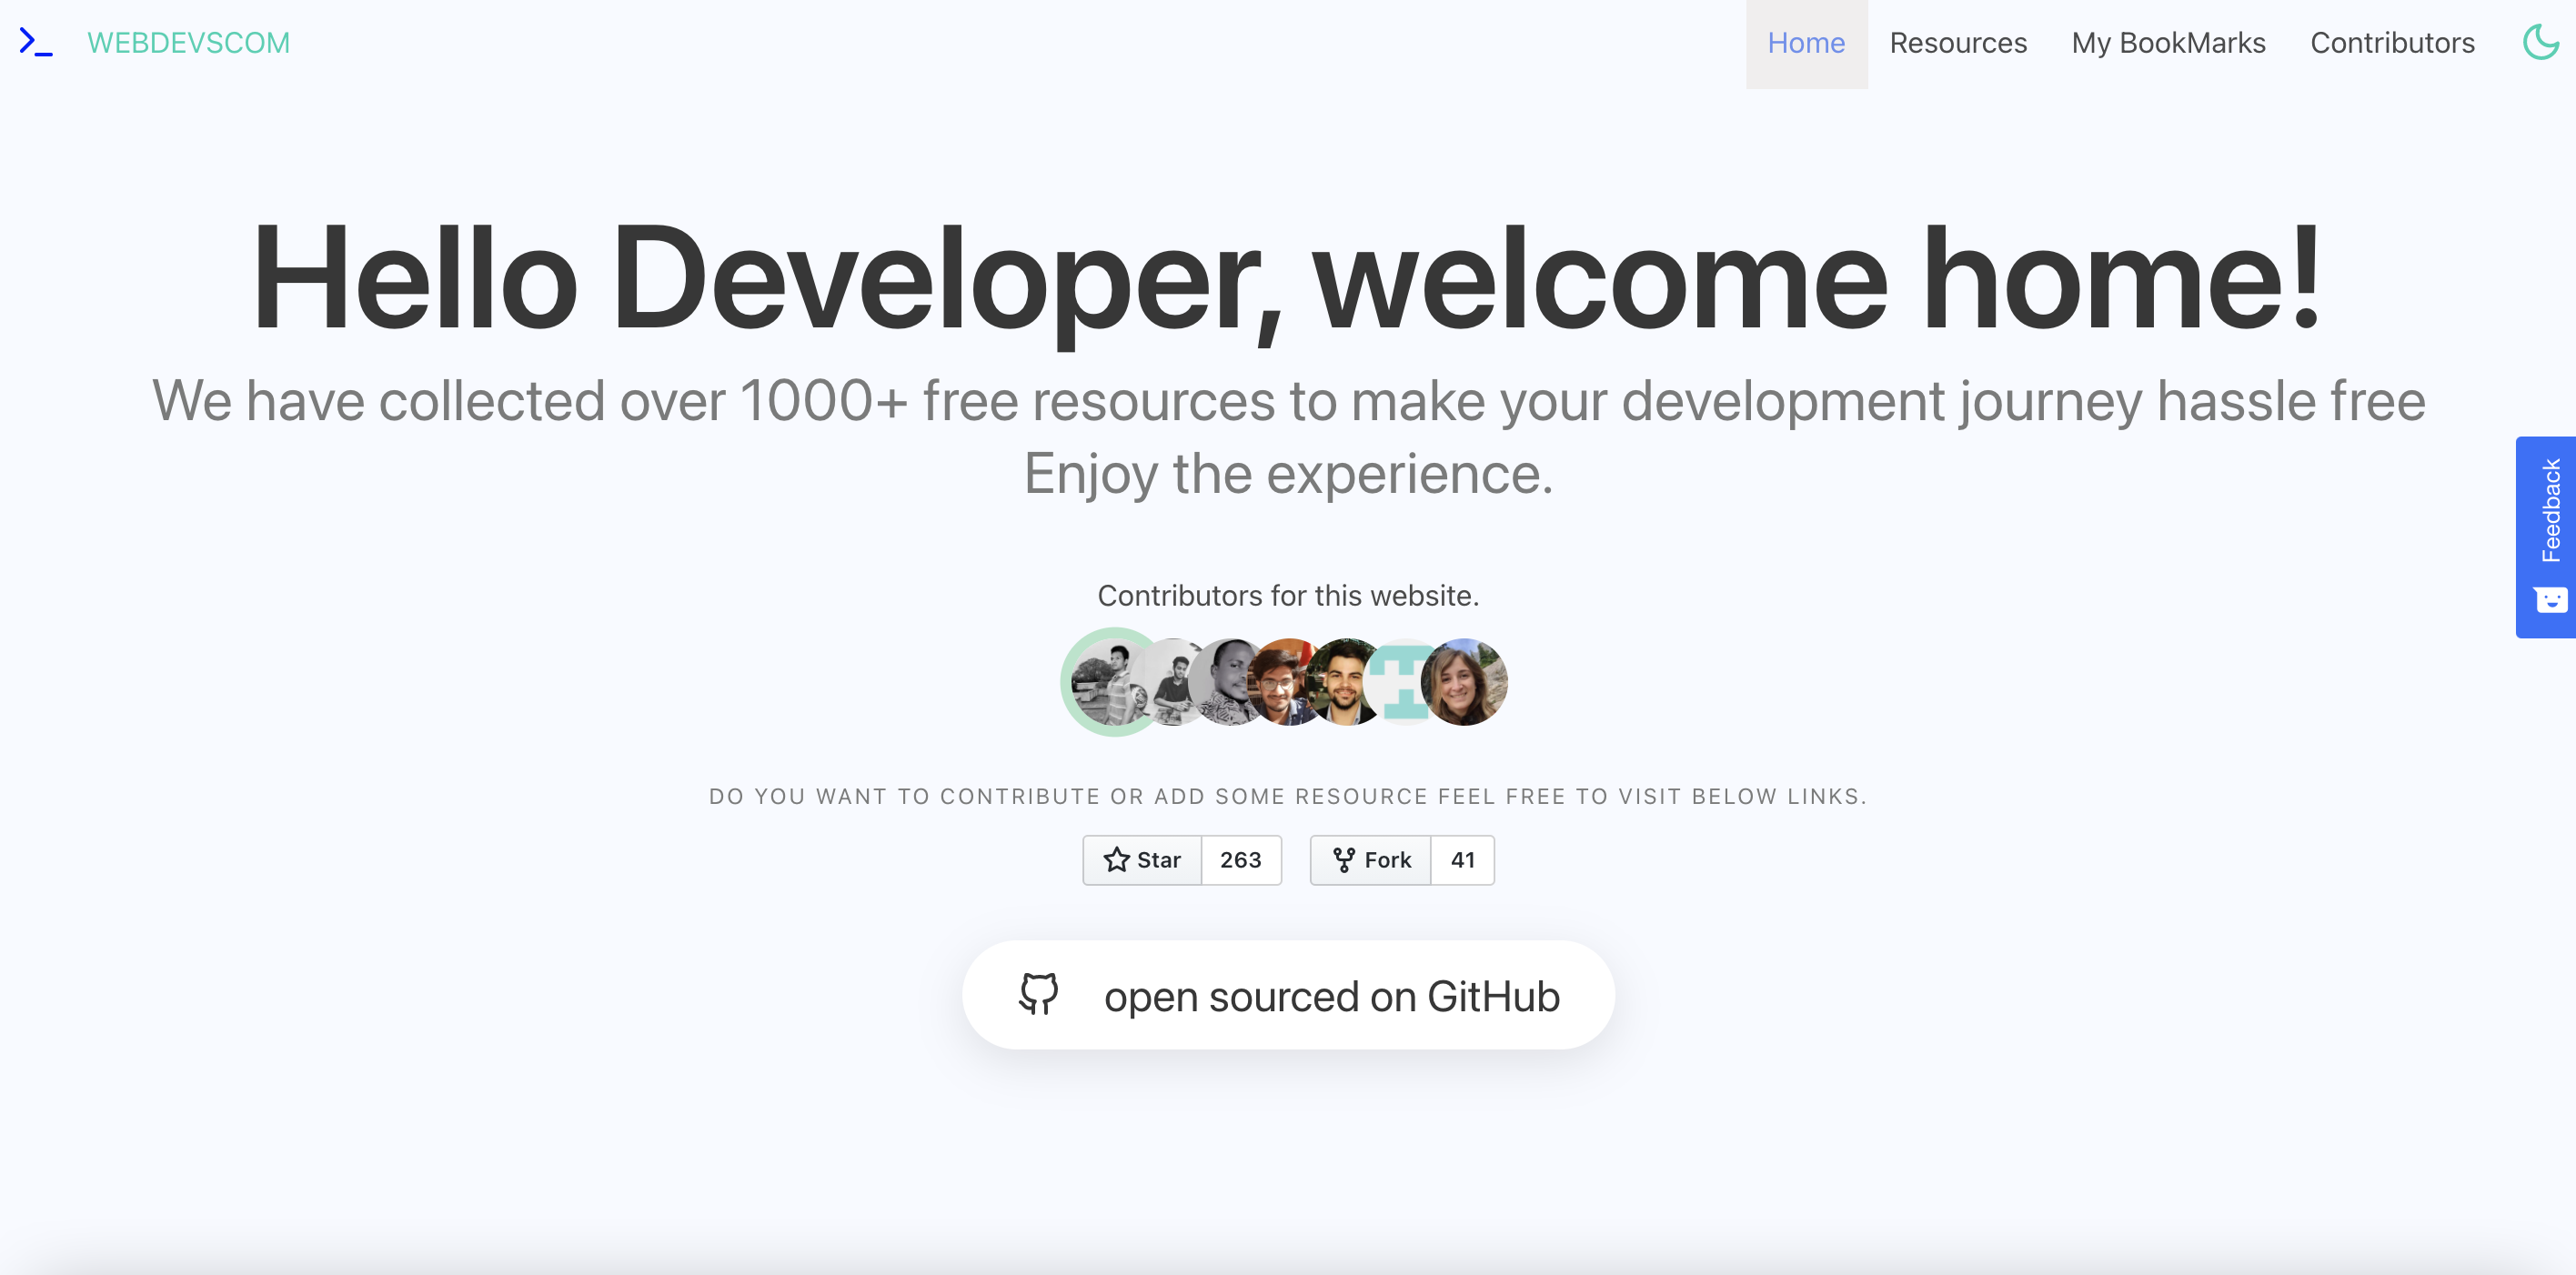 WEBDEVSCOM
Home Resources My BookMarks Contributors
Hello Developer, welcome home!
We have collected over 1000+ free resources to make your development journey hassle free
Enjoy the experience.
Feedback
Contributors for this website.
DO YOU WANT TO CONTRIBUTE OR ADD SOME RESOURCE FEEL FREE TO VISIT BELOW LINKS.
Star 263 Fork 41
open sourced on GitHub